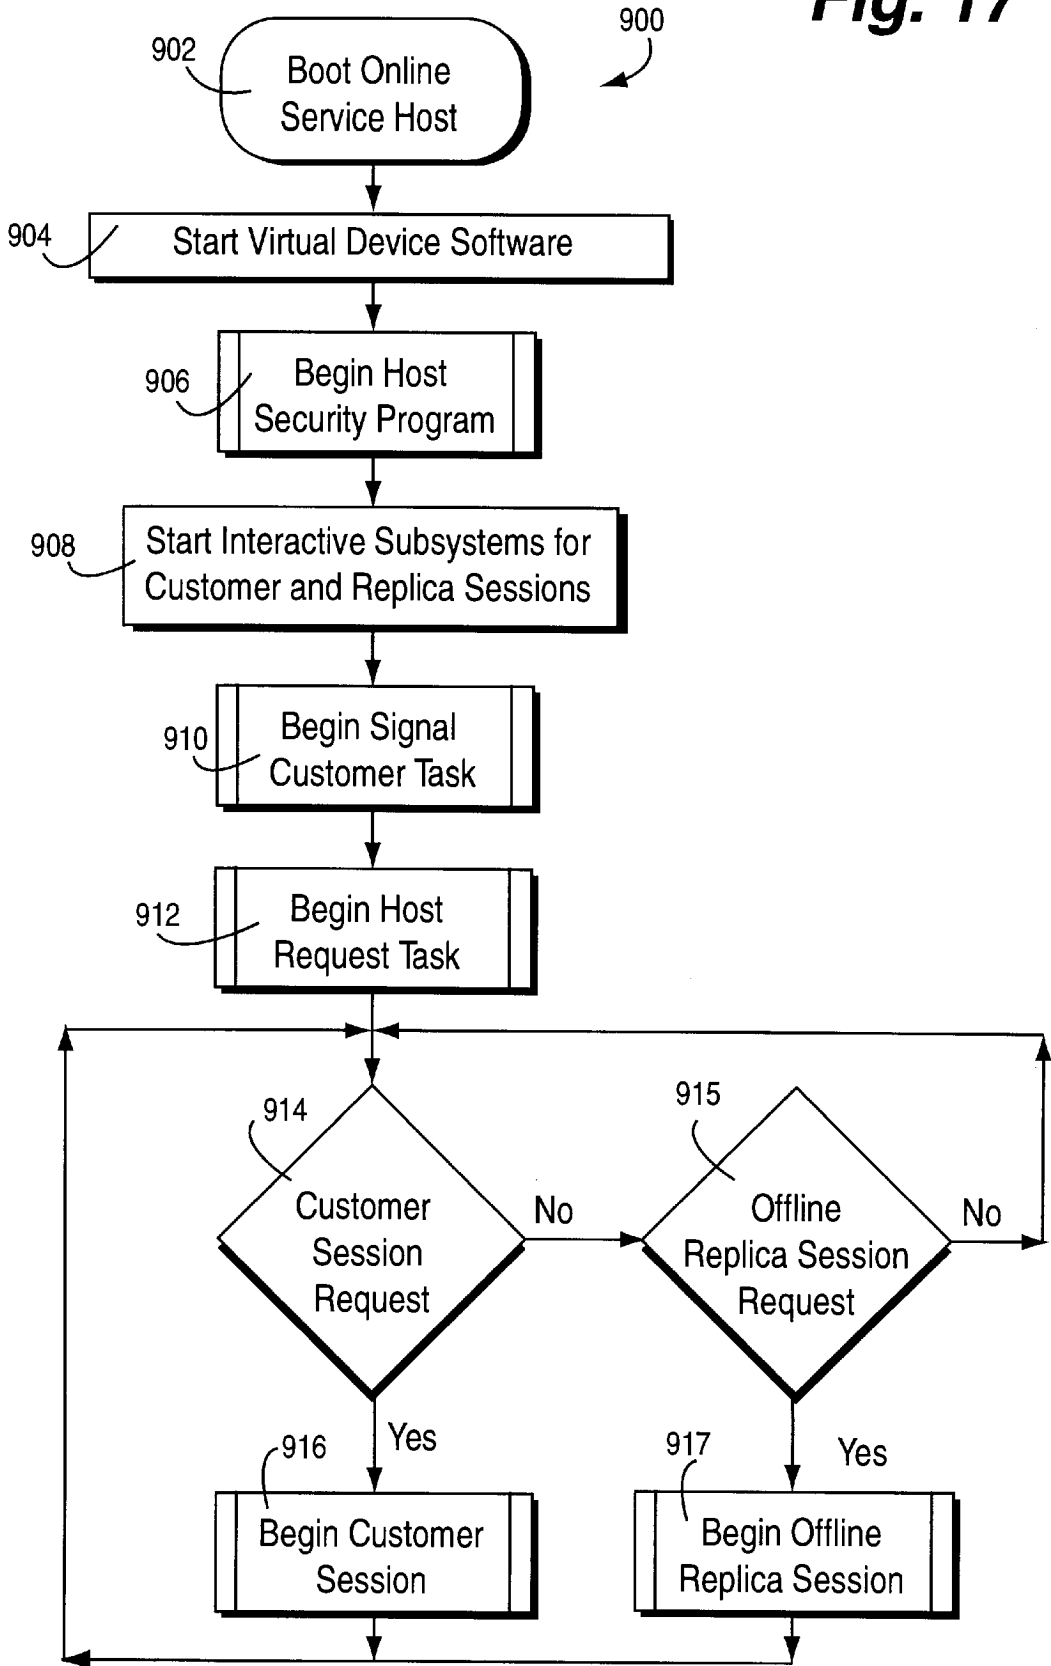 Fig. 17
900
902
Boot Online
Service Host
904
Start Virtual Device Software
906
Begin Host
Security Program
908
Start Interactive Subsystems for
Customer and Replica Sessions
910
Begin Signal
Customer Task
912
Begin Host
Request Task
914
Customer
Session
Request
No
915
Offline
Replica Session
Request
No
Yes
Yes
916
Begin Customer
Session
917
Begin Offline
Replica Session